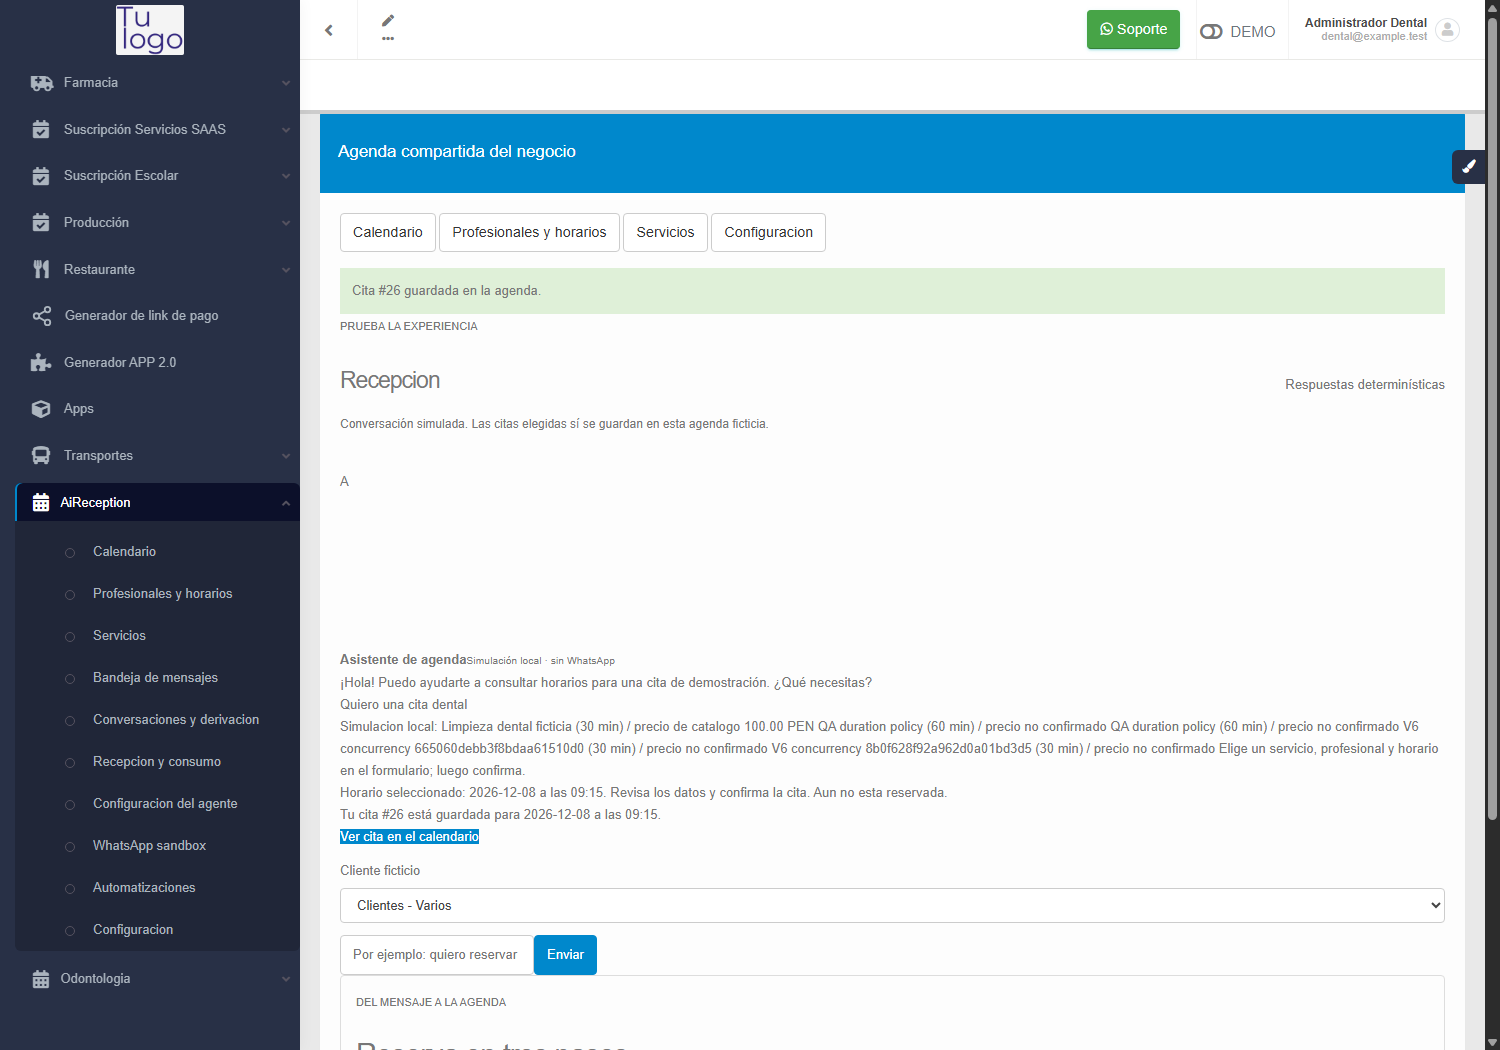 Tu
logo
Farmacia
Suscripción Servicios SAAS
Suscripción Escolar
Producción
Restaurante
Generador de link de pago
Generador APP 2.0
Apps
Transportes
AiReception
Calendario
Profesionales y horarios
Servicios
Bandeja de mensajes
Conversaciones y derivacion
Recepcion y consumo
Configuracion del agente
WhatsApp sandbox
Automatizaciones
Configuracion
Odontologia
Soporte
DEMO
Administrador Dental
dental@example.test
Agenda compartida del negocio
Calendario
Profesionales y horarios
Servicios
Configuracion
Cita #26 guardada en la agenda.
PRUEBA LA EXPERIENCIA
Recepcion
Respuestas determinísticas
Conversación simulada. Las citas elegidas sí se guardan en esta agenda ficticia.
A
Asistente de agendaSimulación local · sin WhatsApp
¡Hola! Puedo ayudarte a consultar horarios para una cita de demostración. ¿Qué necesitas?
Quiero una cita dental
Simulacion local: Limpieza dental ficticia (30 min) / precio de catalogo 100.00 PEN QA duration policy (60 min) / precio no confirmado QA duration policy (60 min) / precio no confirmado V6
concurrency 665060debb3f8bdaa61510d0 (30 min) / precio no confirmado V6 concurrency 8b0f628f92a962d0a01bd3d5 (30 min) / precio no confirmado Elige un servicio, profesional y horario
en el formulario; luego confirma.
Horario seleccionado: 2026-12-08 a las 09:15. Revisa los datos y confirma la cita. Aun no esta reservada.
Tu cita #26 está guardada para 2026-12-08 a las 09:15.
Ver cita en el calendario
Cliente ficticio
Clientes - Varios
Por ejemplo: quiero reservar
Enviar
DEL MENSAJE A LA AGENDA
Reserva en tres pasos